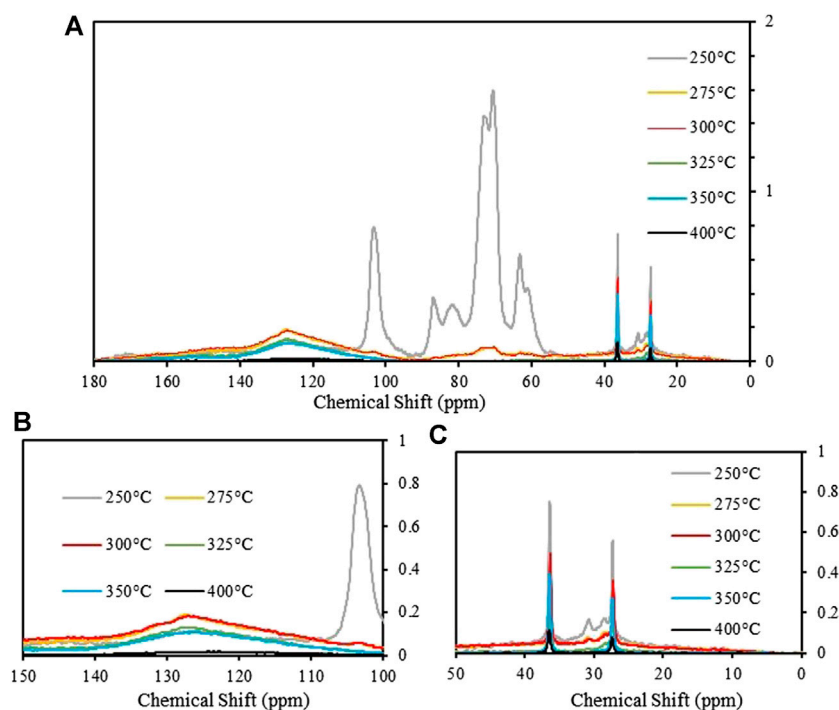 A
2
250°C
275°C
300°C
325°C
350°C
400°C
1
0
180 160 140 120 100 80 60 40 20 0
Chemical Shift (ppm)
B
1
0.8
0.6
0.4
0.2
0
250°C 275°C
300°C 325°C
350°C 400°C
150 140 130 120 110 100
Chemical Shift (ppm)
C
1
0.8
0.6
0.4
0.2
0
250°C
275°C
300°C
325°C
350°C
400°C
50 40 30 20 10 0
Chemical Shift (ppm)